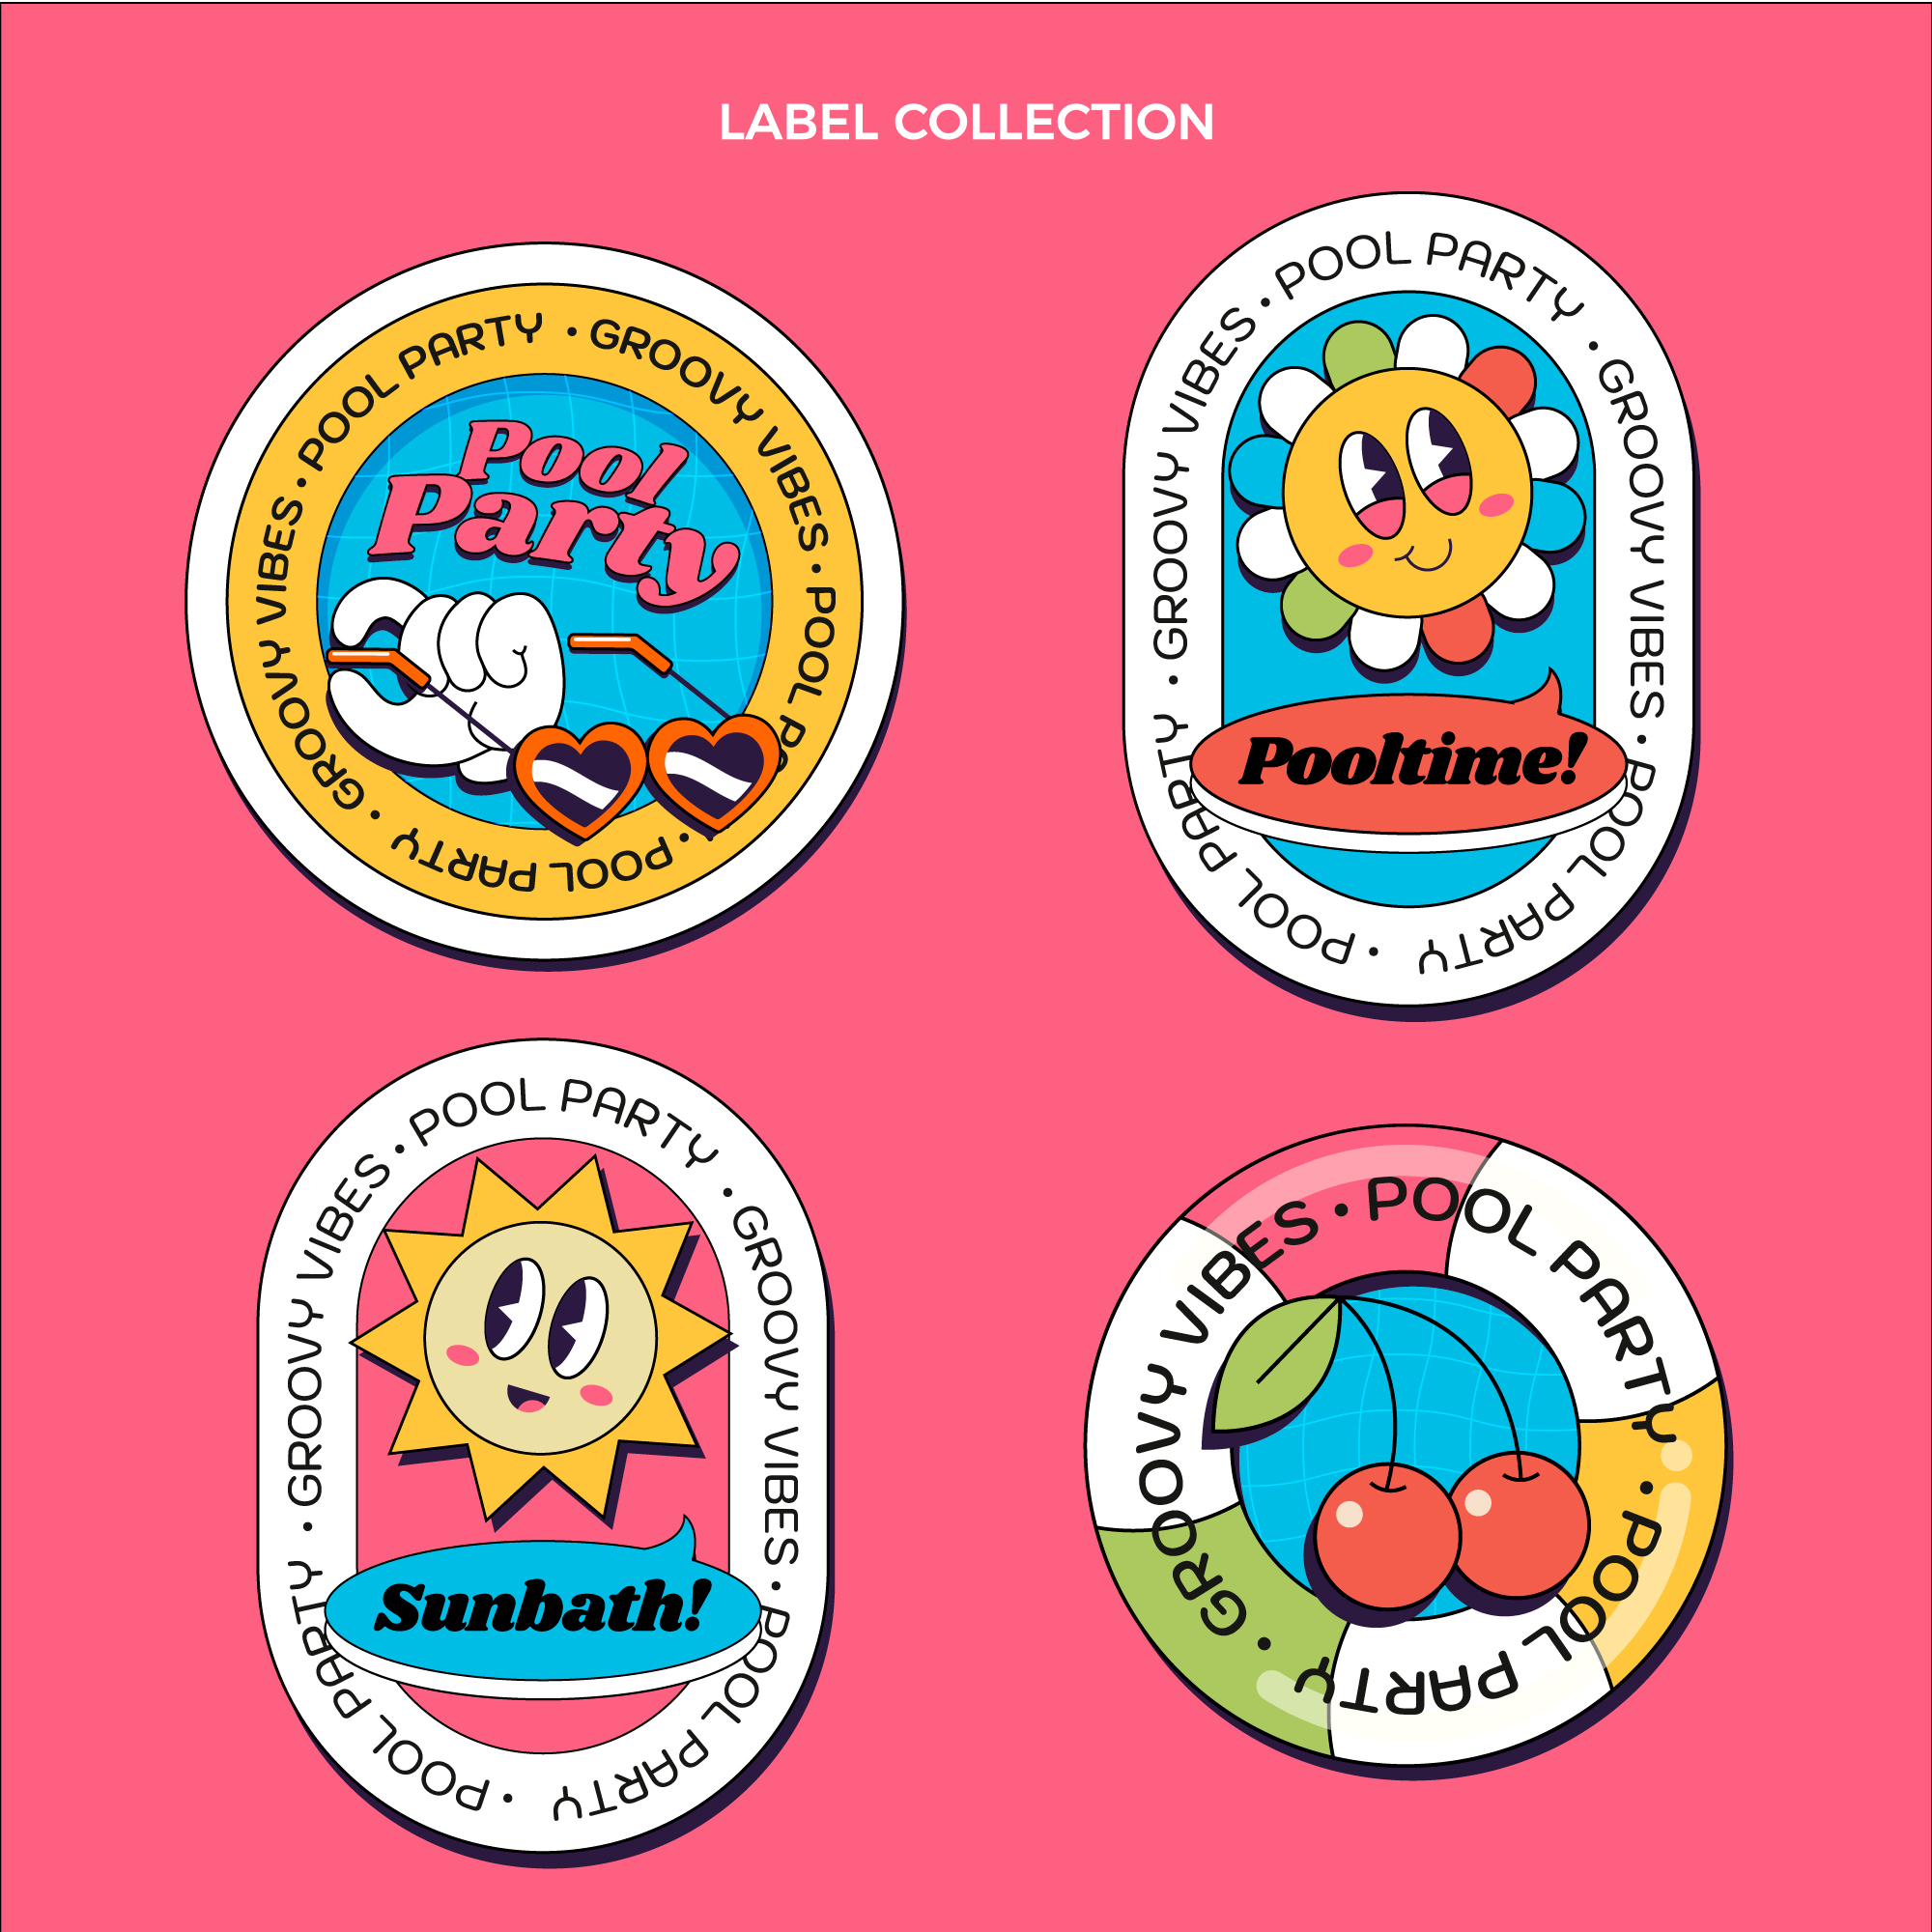 LABEL COLLECTION
POOL PARTY • GROOVY VIBES • POOL PARTY • POOL PARTY • GROOVY VIBES •
Pool
Party
POOL PARTY • GROOVY VIBES • POOL PARTY • POOL PARTY • GROOVY VIBES •
Pooltime!
POOL PARTY • GROOVY VIBES • POOL PARTY • POOL PARTY • GROOVY VIBES •
Sunbath!
POOL PARTY • POOL PARTY • GROOVY VIBES •